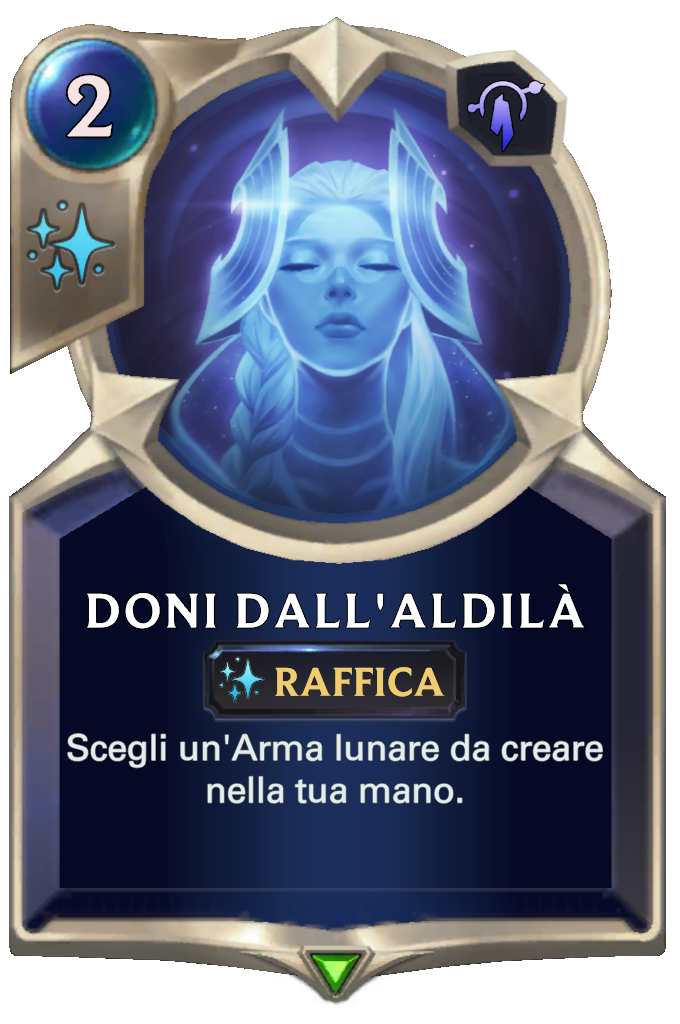 2
DONI DALL'ALDILÀ
RAFFICA
Scegli un'Arma lunare da creare
nella tua mano.